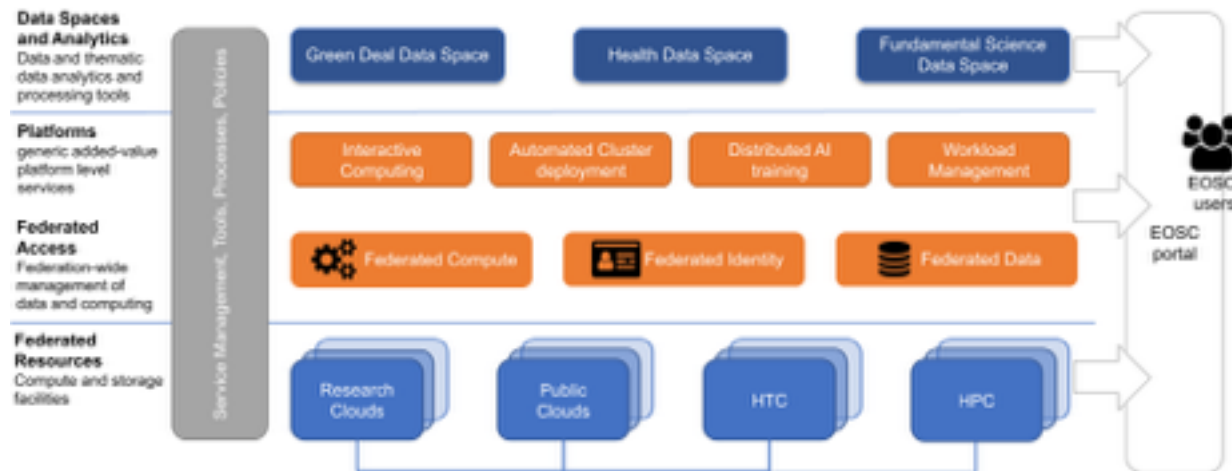 Data Spaces
and Analytics
Data and thematic
data analytics and
processing tools
Platforms
generic added-value
platform level
services
Federated
Access
Federation-wide
management of
data and computing
Federated
Resources
Compute and storage
facilities
Service Management, Tools, Processes, Policies
Green Deal Data Space
Health Data Space
Fundamental Science
Data Space
Interactive
Computing
Automated Cluster
deployment
Distributed AI
training
Workload
Management
Federated Compute
Federated Identity
Federated Data
Research
Clouds
Public
Clouds
HTC
HPC
EOSC
users
EOSC
portal